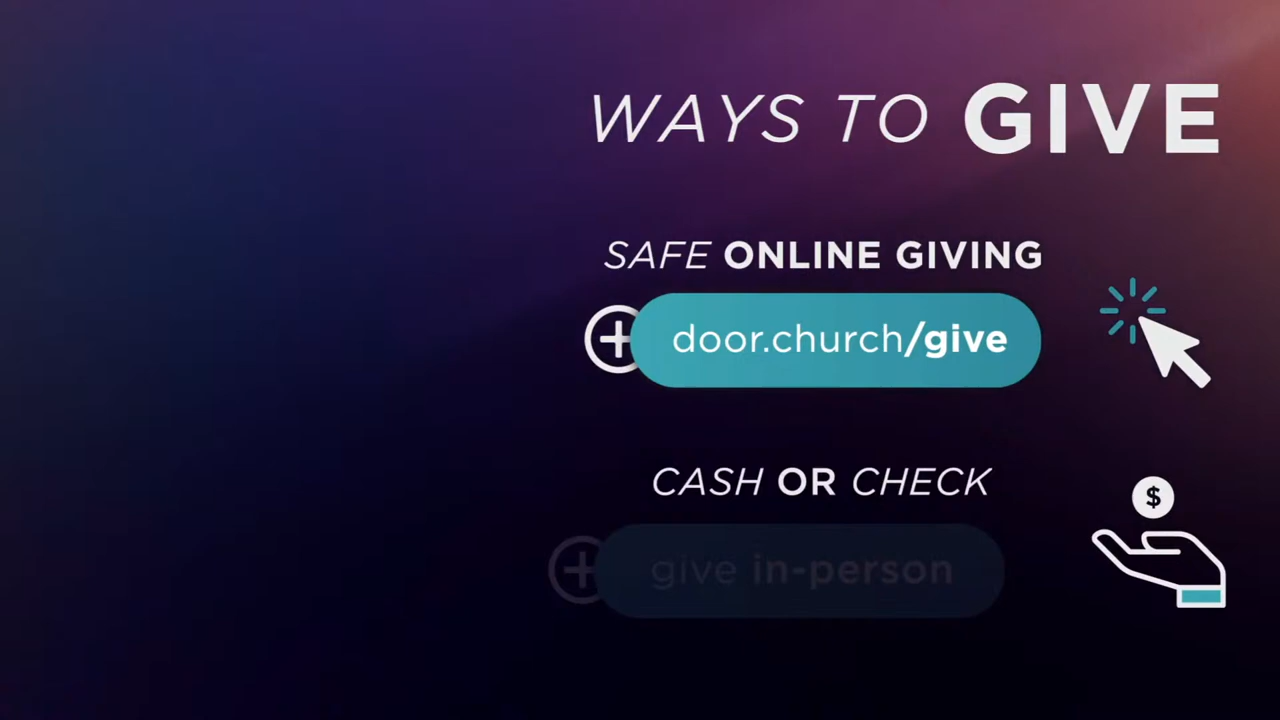 WAYS TO GIVE
SAFE ONLINE GIVING
door.church/give
CASH OR CHECK
$
give in-person